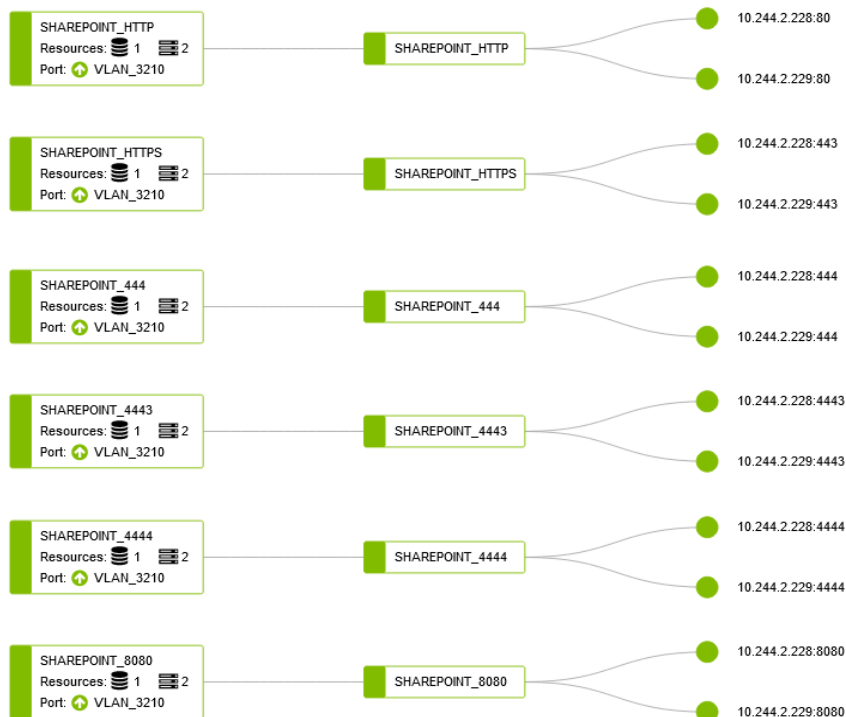 SHAREPOINT_HTTP
Resources: 1 2
Port: VLAN_3210
SHAREPOINT_HTTP
10.244.2.228:80
10.244.2.229:80
SHAREPOINT_HTTPS
Resources: 1 2
Port: VLAN_3210
SHAREPOINT_HTTPS
10.244.2.228:443
10.244.2.229:443
SHAREPOINT_444
Resources: 1 2
Port: VLAN_3210
SHAREPOINT_444
10.244.2.228:444
10.244.2.229:444
SHAREPOINT_4443
Resources: 1 2
Port: VLAN_3210
SHAREPOINT_4443
10.244.2.228:4443
10.244.2.229:4443
SHAREPOINT_4444
Resources: 1 2
Port: VLAN_3210
SHAREPOINT_4444
10.244.2.228:4444
10.244.2.229:4444
SHAREPOINT_8080
Resources: 1 2
Port: VLAN_3210
SHAREPOINT_8080
10.244.2.228:8080
10.244.2.229:8080